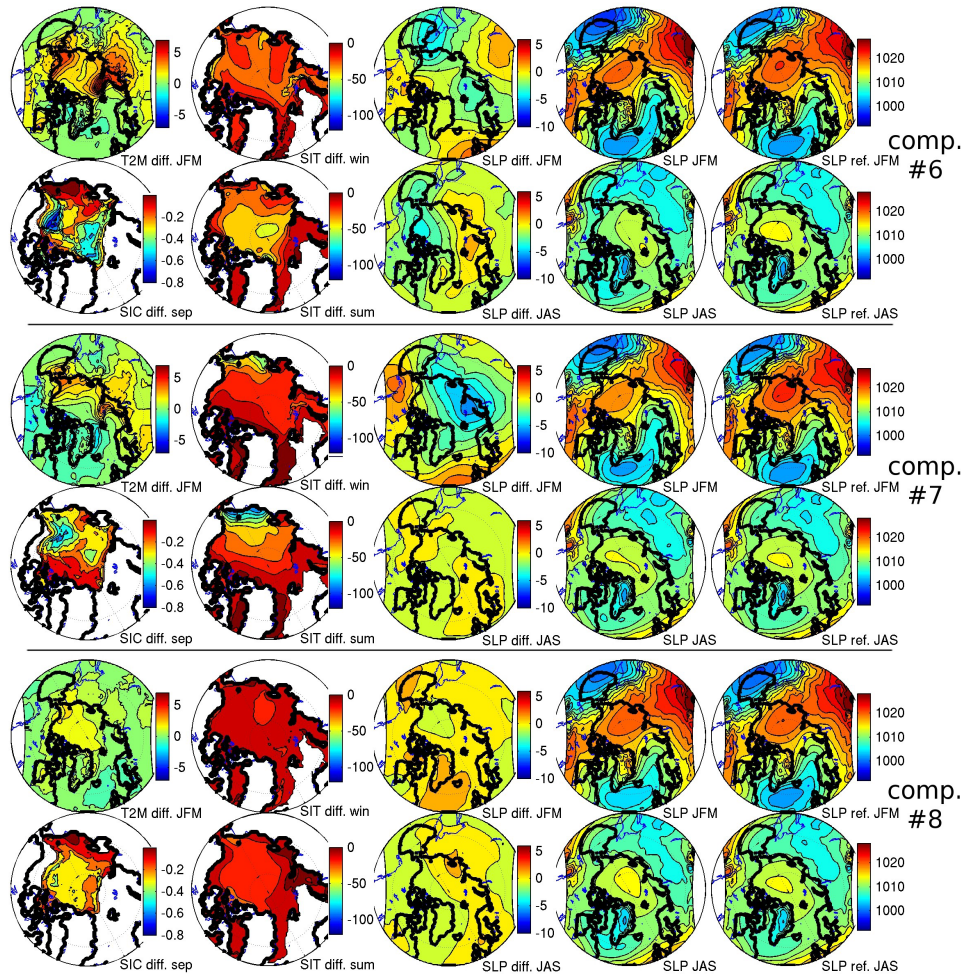 5
0
-5
T2M diff. JFM
0
-50
-100
SIT diff. win
5
0
-5
-10
SLP diff. JFM
SLP JFM
1020
1010
1000
SLP ref. JFM
comp.
#6
-0.2
-0.4
-0.6
-0.8
SIC diff. sep
0
-50
-100
SIT diff. sum
5
0
-5
-10
SLP diff. JAS
SLP JAS
1020
1010
1000
SLP ref. JAS
5
0
-5
T2M diff. JFM
0
-50
-100
SIT diff. win
5
0
-5
-10
SLP diff. JFM
SLP JFM
1020
1010
1000
SLP ref. JFM
comp.
#7
-0.2
-0.4
-0.6
-0.8
SIC diff. sep
0
-50
-100
SIT diff. sum
5
0
-5
-10
SLP diff. JAS
SLP JAS
1020
1010
1000
SLP ref. JAS
5
0
-5
T2M diff. JFM
0
-50
-100
SIT diff. win
5
0
-5
-10
SLP diff. JFM
SLP JFM
1020
1010
1000
SLP ref. JFM
comp.
#8
-0.2
-0.4
-0.6
-0.8
SIC diff. sep
0
-50
-100
SIT diff. sum
5
0
-5
-10
SLP diff. JAS
SLP JAS
1020
1010
1000
SLP ref. JAS